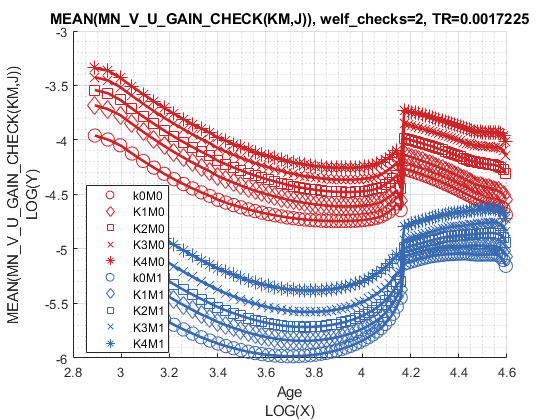 MEAN(MN_V_U_GAIN_CHECK(KM,J)), welf_checks=2, TR=0.0017225
MEAN(MN_V_U_GAIN_CHECK(KM,J))
LOG(Y)
-3
-3.5
-4
-4.5
-5
-5.5
-6
k0M0
K1M0
K2M0
K3M0
K4M0
k0M1
K1M1
K2M1
K3M1
K4M1
2.8 3 3.2 3.4 3.6 3.8 4 4.2 4.4 4.6
Age
LOG(X)